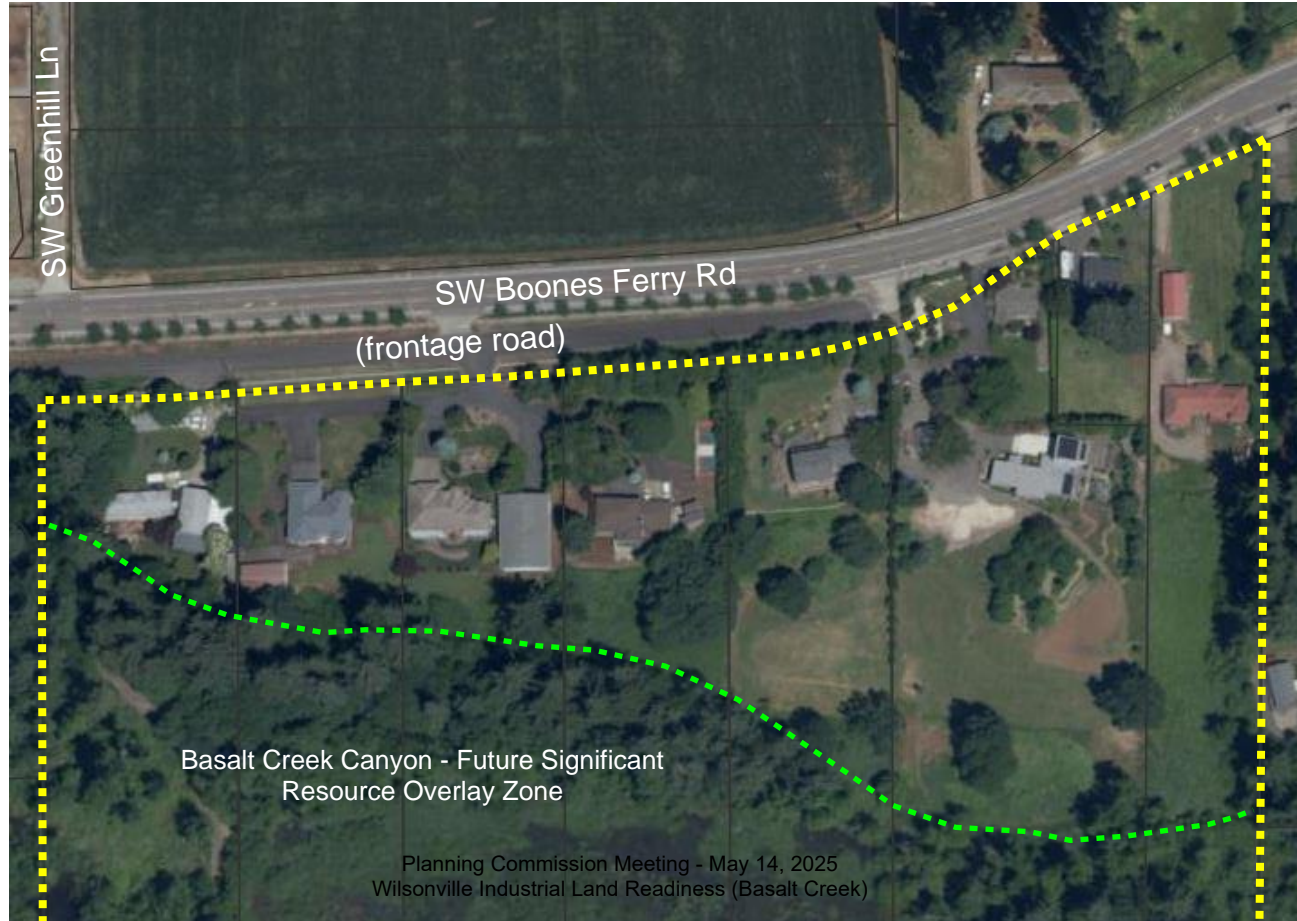 SW Greenhill Ln
SW Boones Ferry Rd
(frontage road)
Basalt Creek Canyon - Future Significant
Resource Overlay Zone
Planning Commission Meeting - May 14, 2025
Wilsonville Industrial Land Readiness (Basalt Creek)